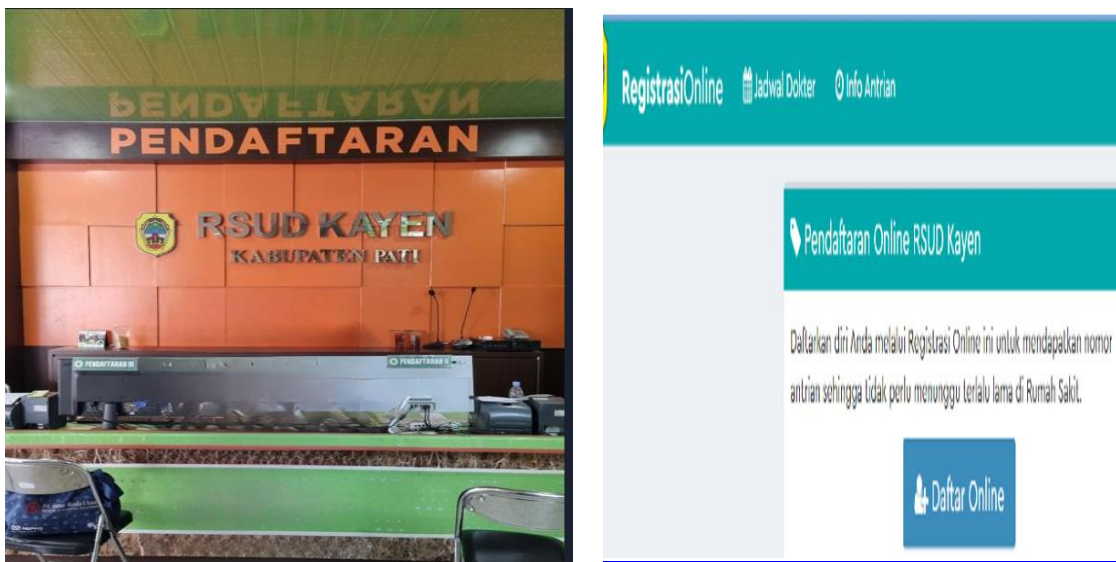 PENDAFTARAN
PENDAFTARAN
RSUD KAYEN
KABUPATEN PATI
PENDAFTARAN III
PENDAFTARAN II
RegistrasiOnline Jadwal Dokter Info Antrian
Pendaftaran Online RSUD Kayen
Daftarkan diri Anda melalui Registrasi Online ini untuk mendapatkan nomor
antrian sehingga tidak perlu menunggu terlalu lama di Rumah Sakit.
Daftar Online